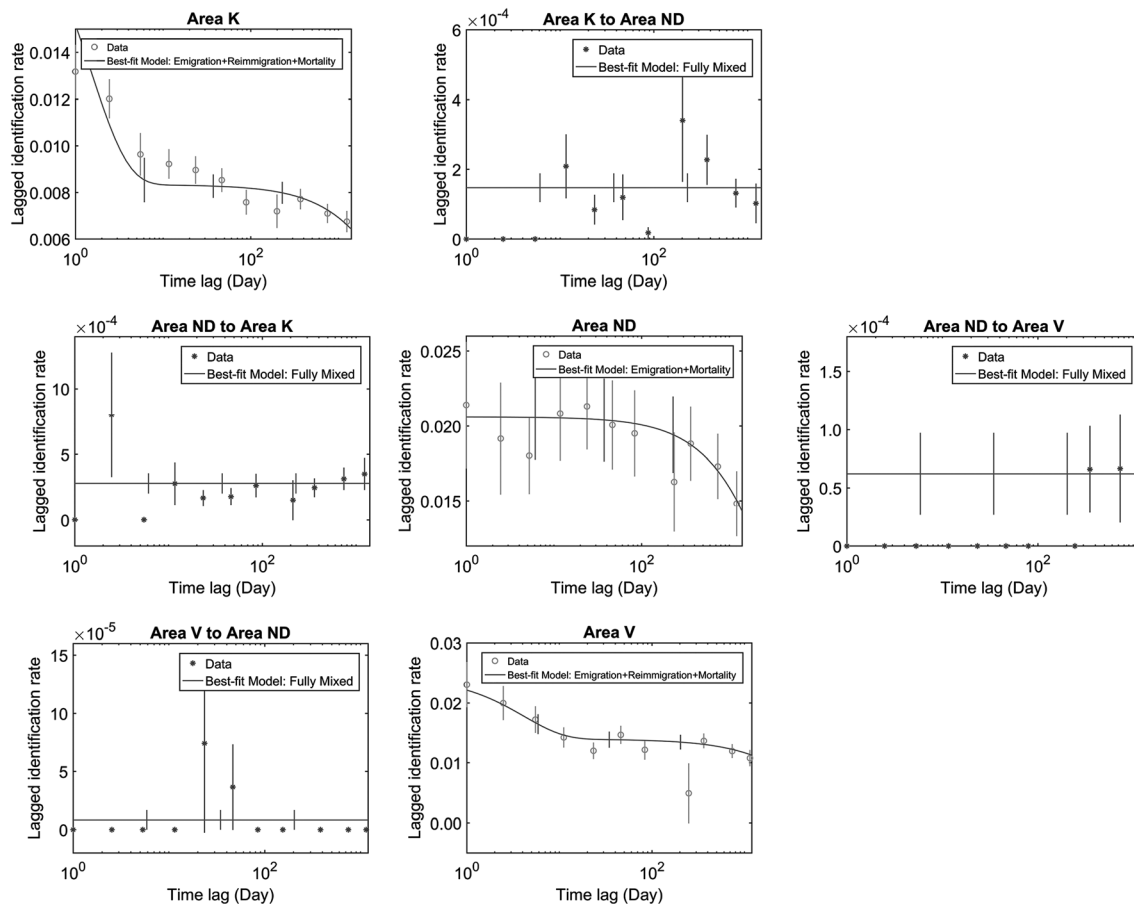 Area K
Lagged identification rate
0.014
0.012
0.010
0.008
0.006
Data
Best-fit Model: Emigration+Reimmigration+Mortality
10^0
10^2
Time lag (Day)
Area K to Area ND
×10^-4
Lagged identification rate
6
4
2
0
Data
Best-fit Model: Fully Mixed
10^0
10^2
Time lag (Day)
Area ND to Area K
×10^-4
Lagged identification rate
10
5
0
Data
Best-fit Model: Fully Mixed
10^0
10^2
Time lag (Day)
Area ND
Lagged identification rate
0.025
0.020
0.015
Data
Best-fit Model: Emigration+Mortality
10^0
10^2
Time lag (Day)
Area ND to Area V
×10^-4
Lagged identification rate
1.5
1.0
0.5
0
Data
Best-fit Model: Fully Mixed
10^0
10^2
Time lag (Day)
Area V to Area ND
×10^-5
Lagged identification rate
15
10
5
0
Data
Best-fit Model: Fully Mixed
10^0
10^2
Time lag (Day)
Area V
Lagged identification rate
0.03
0.02
0.01
0.00
Data
Best-fit Model: Emigration+Reimmigration+Mortality
10^0
10^2
Time lag (Day)